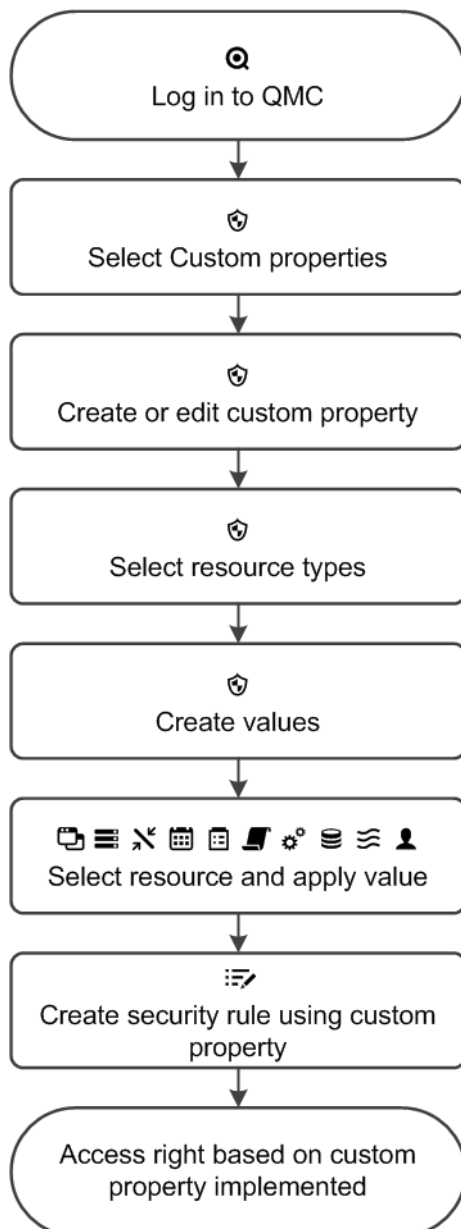 Log in to QMC
Select Custom properties
Create or edit custom property
Select resource types
Create values
Select resource and apply value
Create security rule using custom
property
Access right based on custom
property implemented